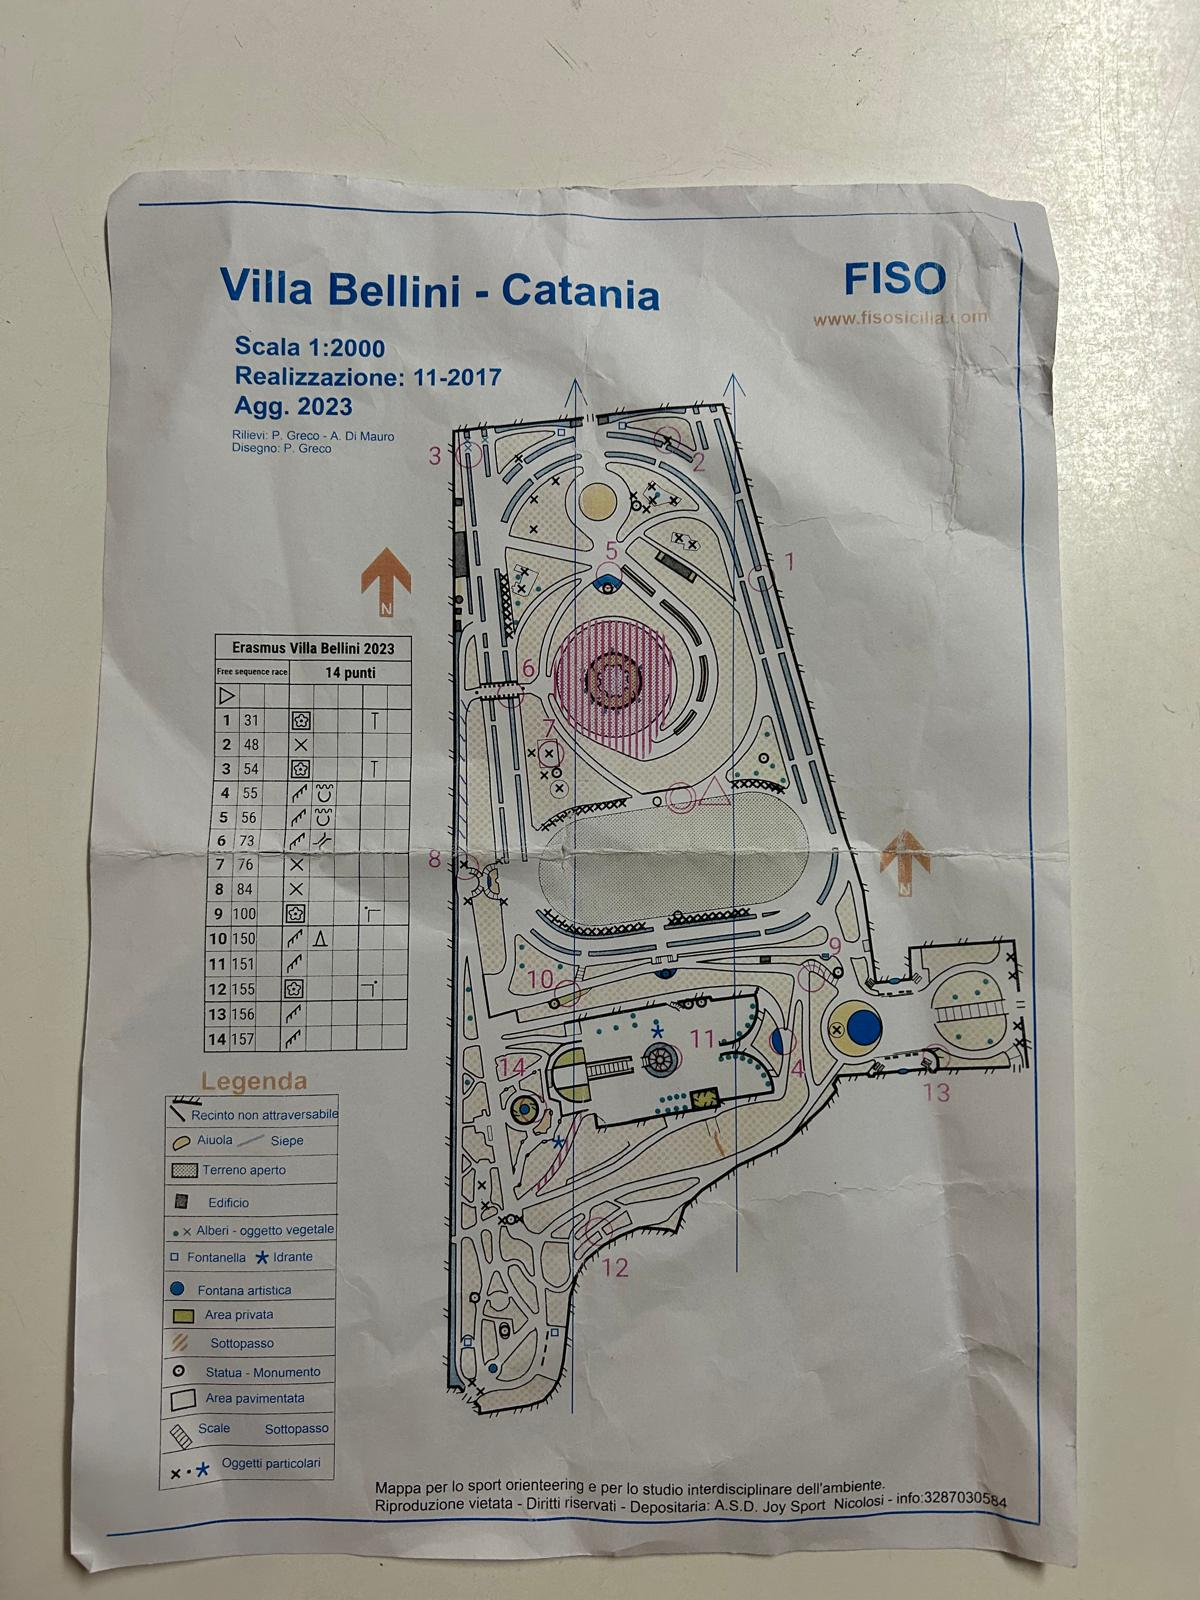 Villa Bellini - Catania
FISO
www.fisosicilia.com
Scala 1:2000
Realizzazione: 11-2017
Agg. 2023
Rilievi: P. Greco - A. Di Mauro
Disegno: P. Greco
3
2
1
5
6
7
8
9
10
11
4
14
13
12
N
N
Erasmus Villa Bellini 2023
Free sequence race 14 punti
1 31
2 48
3 54
4 55
5 56
6 73
7 76
8 84
9 100
10 150
11 151
12 155
13 156
14 157
Legenda
Recinto non attraversabile
Aiuola Siepe
Terreno aperto
Edificio
Alberi - oggetto vegetale
Fontanella Idrante
Fontana artistica
Area privata
Sottopasso
Statua - Monumento
Area pavimentata
Scale Sottopasso
Oggetti particolari
Mappa per lo sport orienteering e per lo studio interdisciplinare dell'ambiente.
Riproduzione vietata - Diritti riservati - Depositaria: A.S.D. Joy Sport Nicolosi - info:3287030584